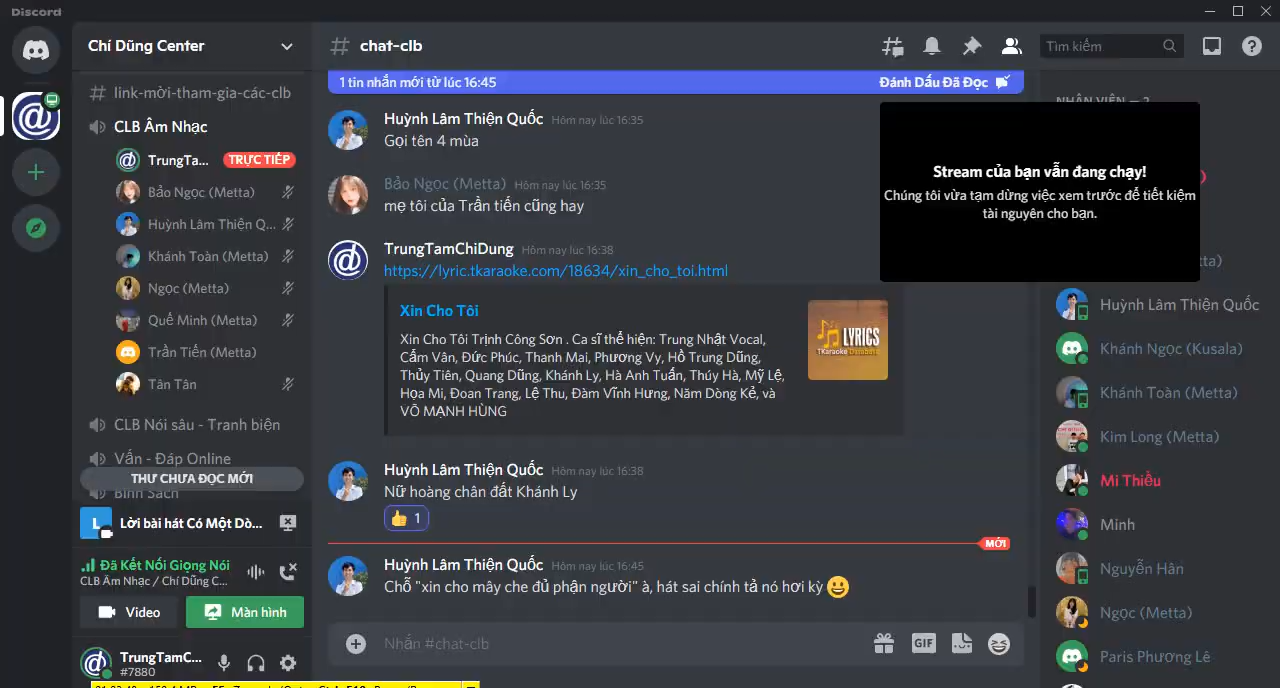 Discord
Chí Dũng Center
link-mời-tham-gia-các-clb
CLB Âm Nhạc
TrungTa... TRỰC TIẾP
Bảo Ngọc (Metta)
Huỳnh Lâm Thiện Q...
Khánh Toàn (Metta)
Ngọc (Metta)
Quế Minh (Metta)
Trần Tiến (Metta)
Tân Tân
CLB Nói sâu - Tranh biện
Vấn - Đáp Online
THƯ CHƯA ĐỌC MỚI
Bình Sách
L
Lời bài hát Có Một Dò...
Đã Kết Nối Giọng Nói
CLB Âm Nhạc / Chí Dũng C...
Video
Màn hình
TrungTamC...
#7880
# chat-clb
Tìm kiếm
1 tin nhắn mới từ lúc 16:45 Đánh Dấu Đã Đọc
Huỳnh Lâm Thiện Quốc Hôm nay lúc 16:35
Gọi tên 4 mùa
Bảo Ngọc (Metta) Hôm nay lúc 16:35
mẹ tôi của Trần tiến cũng hay
TrungTamChiDung Hôm nay lúc 16:38
https://lyric.tkaraoke.com/18634/xin_cho_toi.html
Xin Cho Tôi
Xin Cho Tôi Trịnh Công Sơn . Ca sĩ thể hiện: Trung Nhật Vocal,
Cẩm Vân, Đức Phúc, Thanh Mai, Phương Vy, Hồ Trung Dũng,
Thủy Tiên, Quang Dũng, Khánh Ly, Hà Anh Tuấn, Thúy Hà, Mỹ Lệ,
Họa Mi, Đoan Trang, Lệ Thu, Đàm Vĩnh Hưng, Năm Dòng Kẻ, và
VÕ MẠNH HÙNG
LYRICS
TKaraoke Database
Huỳnh Lâm Thiện Quốc Hôm nay lúc 16:38
Nữ hoàng chân đất Khánh Ly
👍 1
MỚI
Huỳnh Lâm Thiện Quốc Hôm nay lúc 16:45
Chỗ "xin cho mây che đủ phận người" à, hát sai chính tả nó hơi kỳ 😀
Nhắn #chat-clb
GIF
NHÂN VIÊN — 2
Stream của bạn vẫn đang chạy!
Chúng tôi vừa tạm dừng việc xem trước để tiết kiệm
tài nguyên cho bạn.
Huỳnh Lâm Thiện Quốc
Khánh Ngọc (Kusala)
Khánh Toàn (Metta)
Kim Long (Metta)
Mi Thiều
Minh
Nguyễn Hân
Ngọc (Metta)
Paris Phương Lê